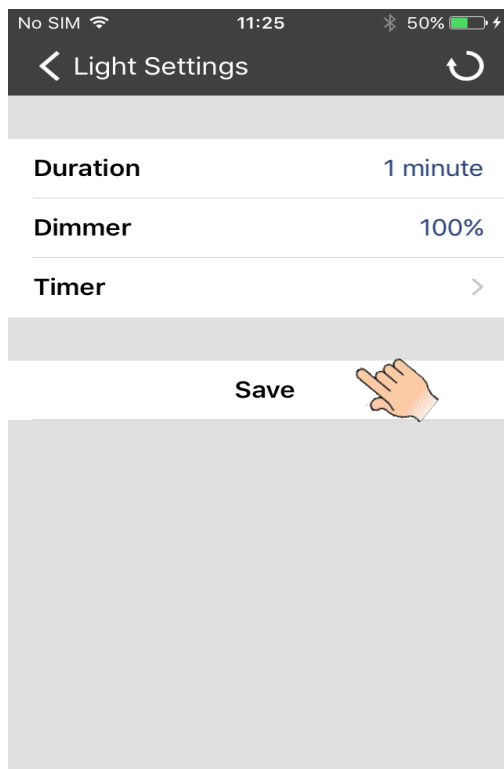 No SIM 11:25 50%
Light Settings
Duration 1 minute
Dimmer 100%
Timer
Save